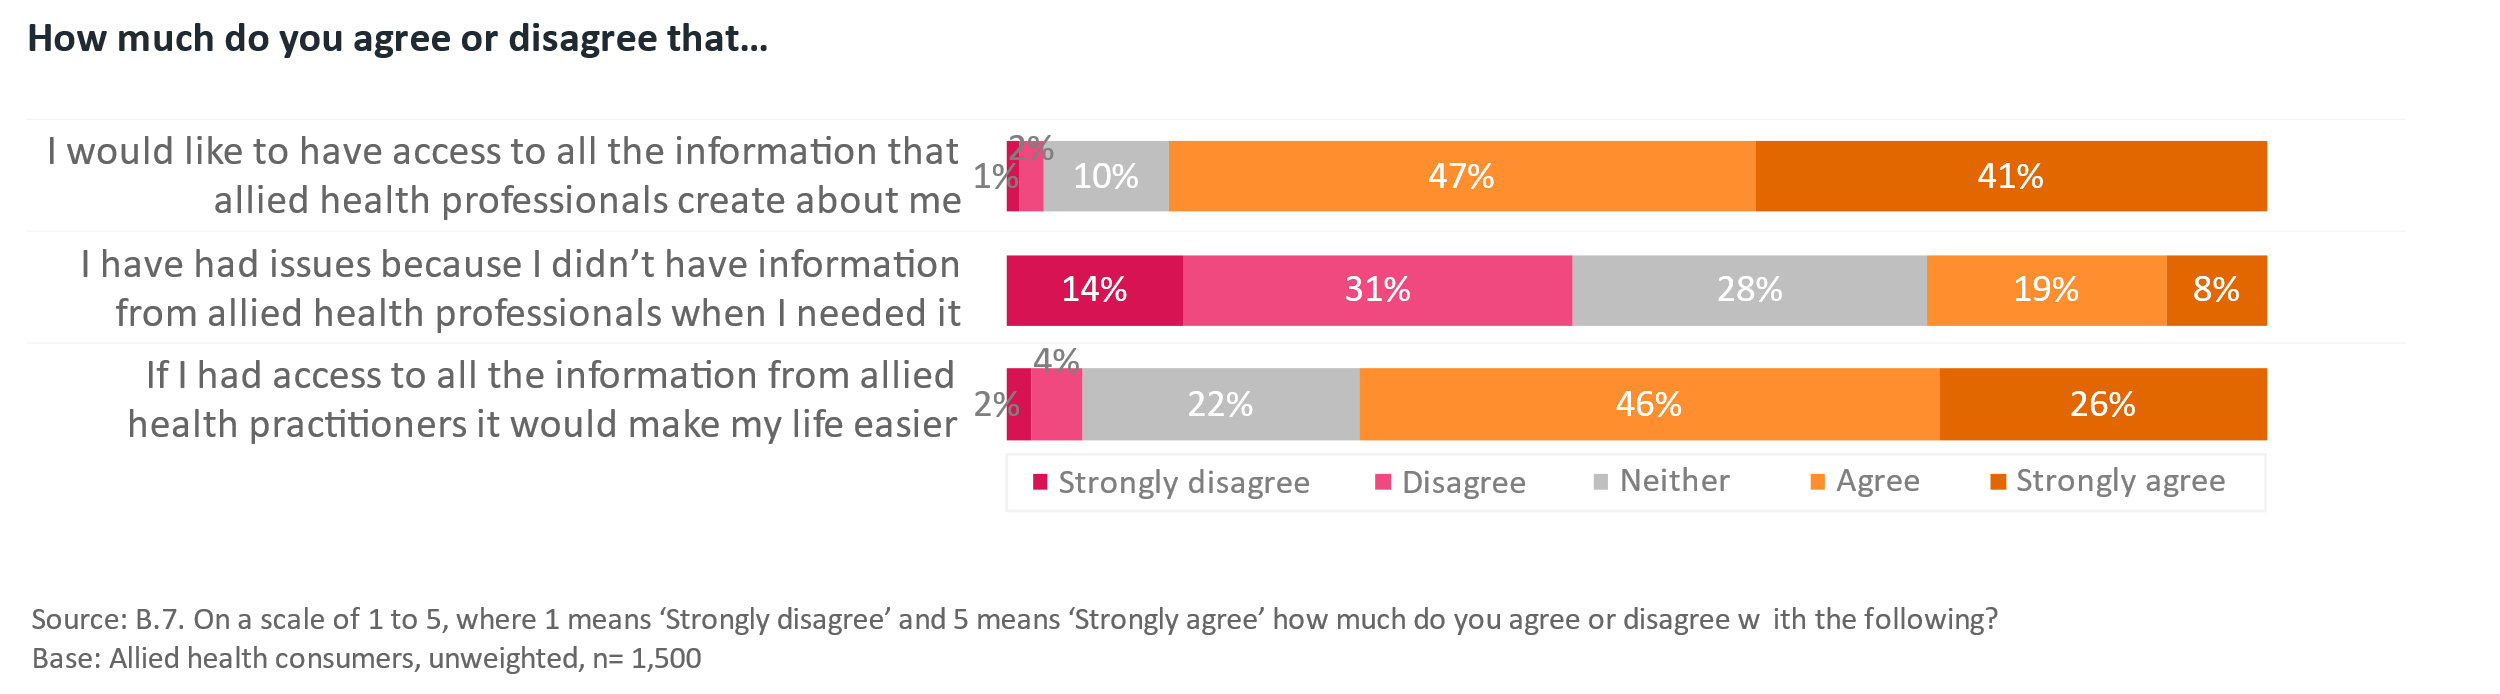 How much do you agree or disagree that...
I would like to have access to all the information that
allied health professionals create about me
1% 2% 10% 47% 41%
I have had issues because I didn’t have information
from allied health professionals when I needed it
14% 31% 28% 19% 8%
If I had access to all the information from allied
health practitioners it would make my life easier
2% 4% 22% 46% 26%
Strongly disagree Disagree Neither Agree Strongly agree
Source: B.7. On a scale of 1 to 5, where 1 means ‘Strongly disagree’ and 5 means ‘Strongly agree’ how much do you agree or disagree w ith the following?
Base: Allied health consumers, unweighted, n= 1,500